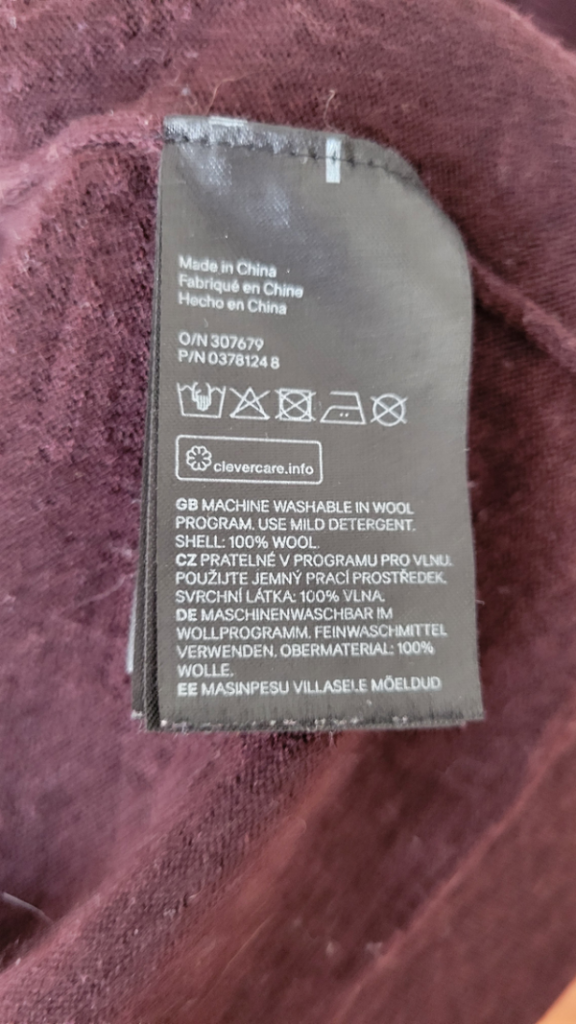 Made in China
Fabriqué en Chine
Hecho en China
O/N 307679
P/N 0378124 8
clevercare.info
GB MACHINE WASHABLE IN WOOL
PROGRAM. USE MILD DETERGENT.
SHELL: 100% WOOL.
CZ PRATELNÉ V PROGRAMU PRO VLNU.
POUŽIJTE JEMNÝ PRACÍ PROSTŘEDEK.
SVRCHNÍ LÁTKA: 100% VLNA.
DE MASCHINENWASCHBAR IM
WOLLPROGRAMM. FEINWASCHMITTEL
VERWENDEN. OBERMATERIAL: 100%
WOLLE.
EE MASINPESU VILLASELE MÖELDUD